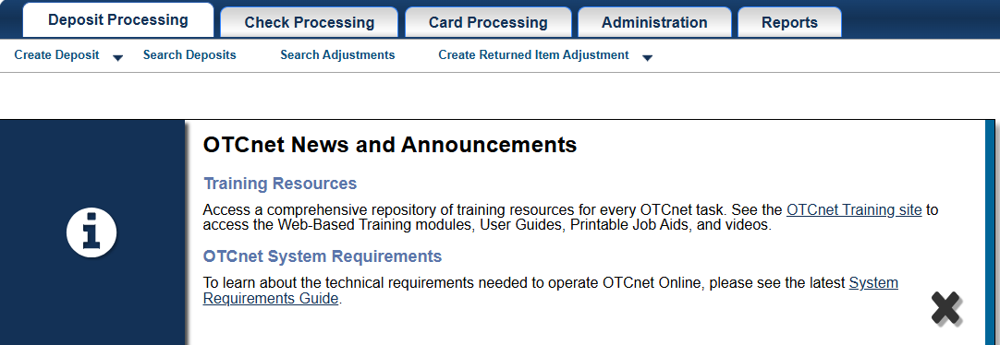 Deposit Processing
Check Processing
Card Processing
Administration
Reports
Create Deposit
Search Deposits
Search Adjustments
Create Returned Item Adjustment
OTCnet News and Announcements
Training Resources
Access a comprehensive repository of training resources for every OTCnet task. See the OTCnet Training site to
access the Web-Based Training modules, User Guides, Printable Job Aids, and videos.
OTCnet System Requirements
To learn about the technical requirements needed to operate OTCnet Online, please see the latest System
Requirements Guide.